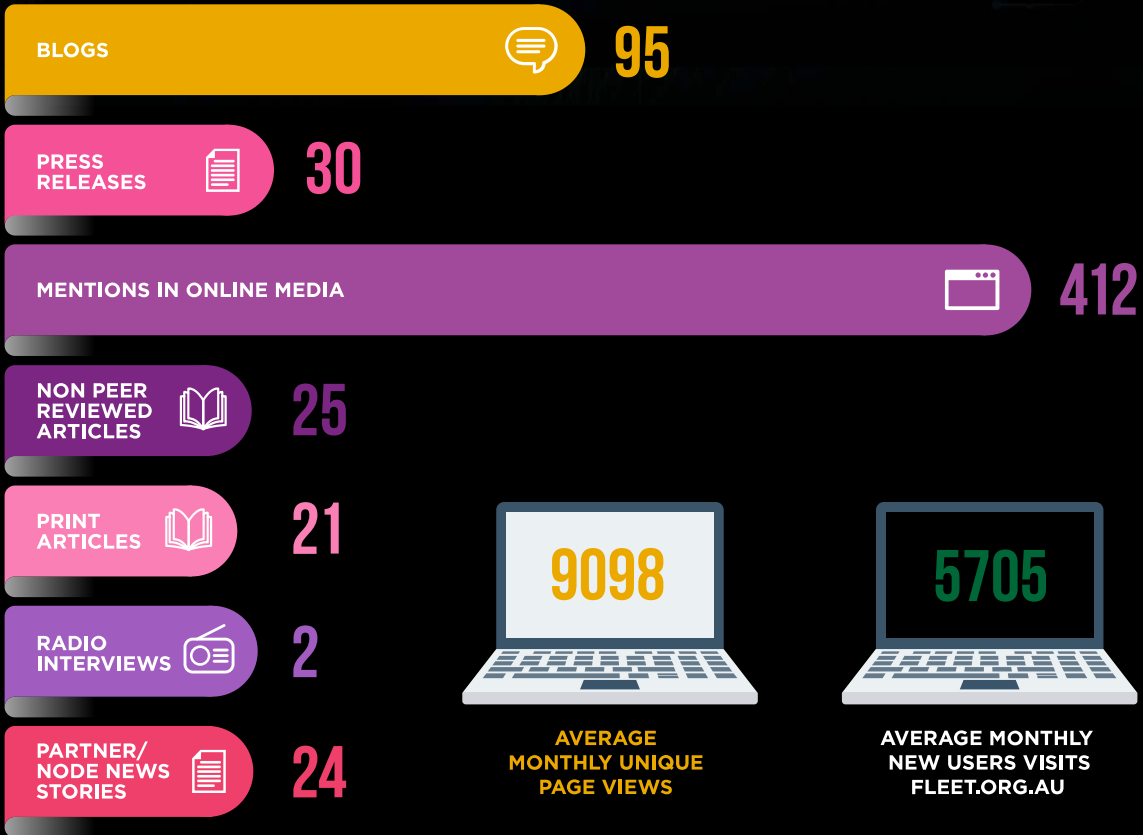 BLOGS
95
PRESS
RELEASES
30
MENTIONS IN ONLINE MEDIA
412
NON PEER
REVIEWED
ARTICLES
25
PRINT
ARTICLES
21
RADIO
INTERVIEWS
2
PARTNER/
NODE NEWS
STORIES
24
9098
AVERAGE
MONTHLY UNIQUE
PAGE VIEWS
5705
AVERAGE MONTHLY
NEW USERS VISITS
FLEET.ORG.AU